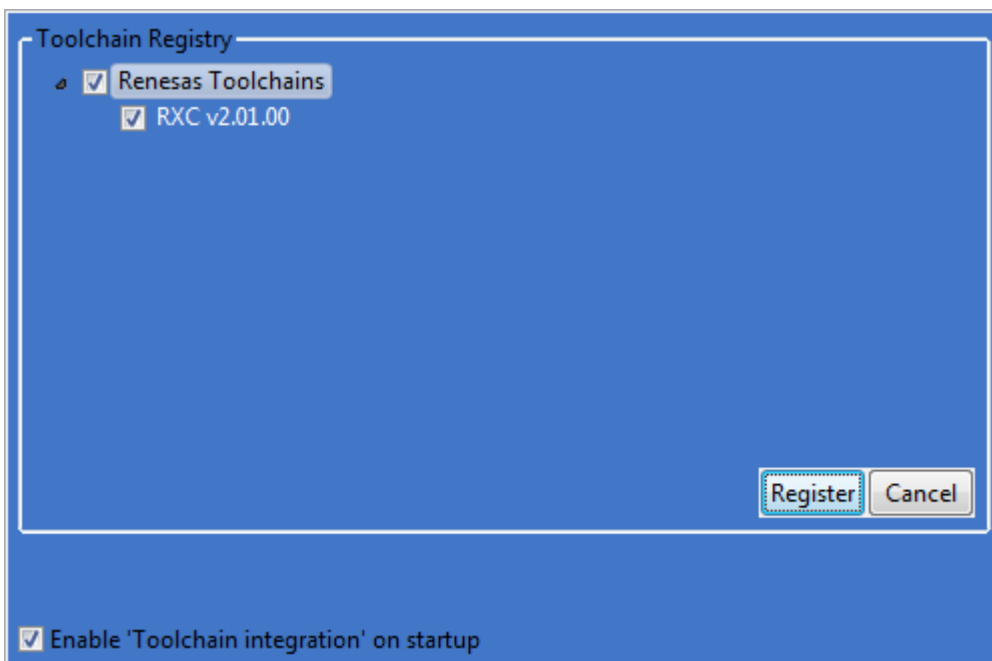 Toolchain Registry
Renesas Toolchains
RXC v2.01.00
Register Cancel
Enable 'Toolchain integration' on startup